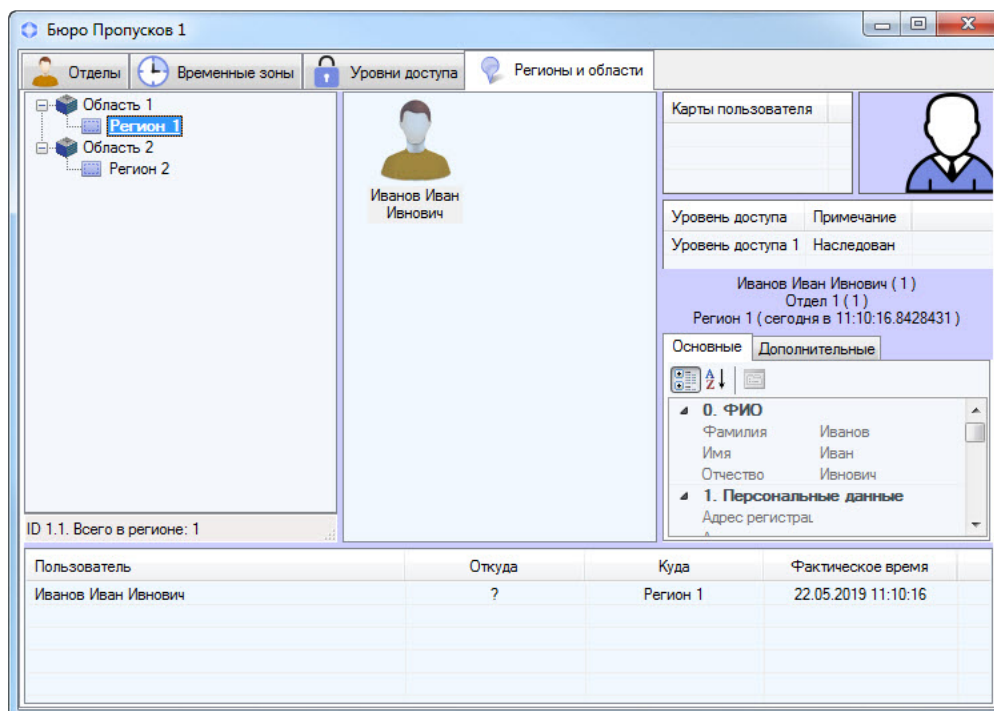 Бюро Пропусков 1
Отделы Временные зоны Уровни доступа Регионы и области
Область 1
Регион 1
Область 2
Регион 2
ID 1.1. Всего в регионе: 1
Иванов Иван
Ивнович
Карты пользователя
Уровень доступа Примечание
Уровень доступа 1 Наследован
Иванов Иван Ивнович ( 1 )
Отдел 1 ( 1 )
Регион 1 ( сегодня в 11:10:16.8428431 )
Основные Дополнительные
0. ФИО
Фамилия Иванов
Имя Иван
Отчество Ивнович
1. Персональные данные
Адрес регистрац
Пользователь Откуда Куда Фактическое время
Иванов Иван Ивнович ? Регион 1 22.05.2019 11:10:16